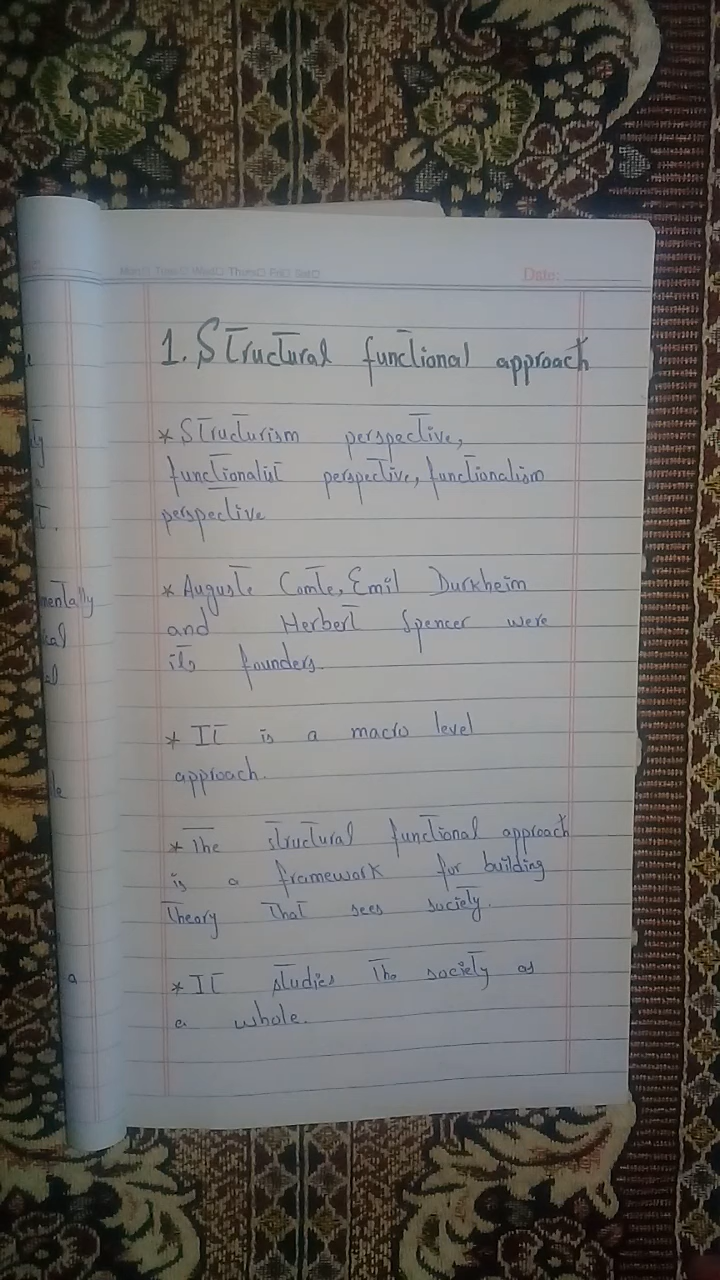 Date:
1. Structural functional approach
* Structurism perspective,
functionalist perspective, functionalism
perspective
* Auguste Comte, Emil Durkheim
and Herbert Spencer were
its founders.
* It is a macro level
approach.
* The structural functional approach
is a framework for building
Theory That sees society.
* It studies The society as
a whole.